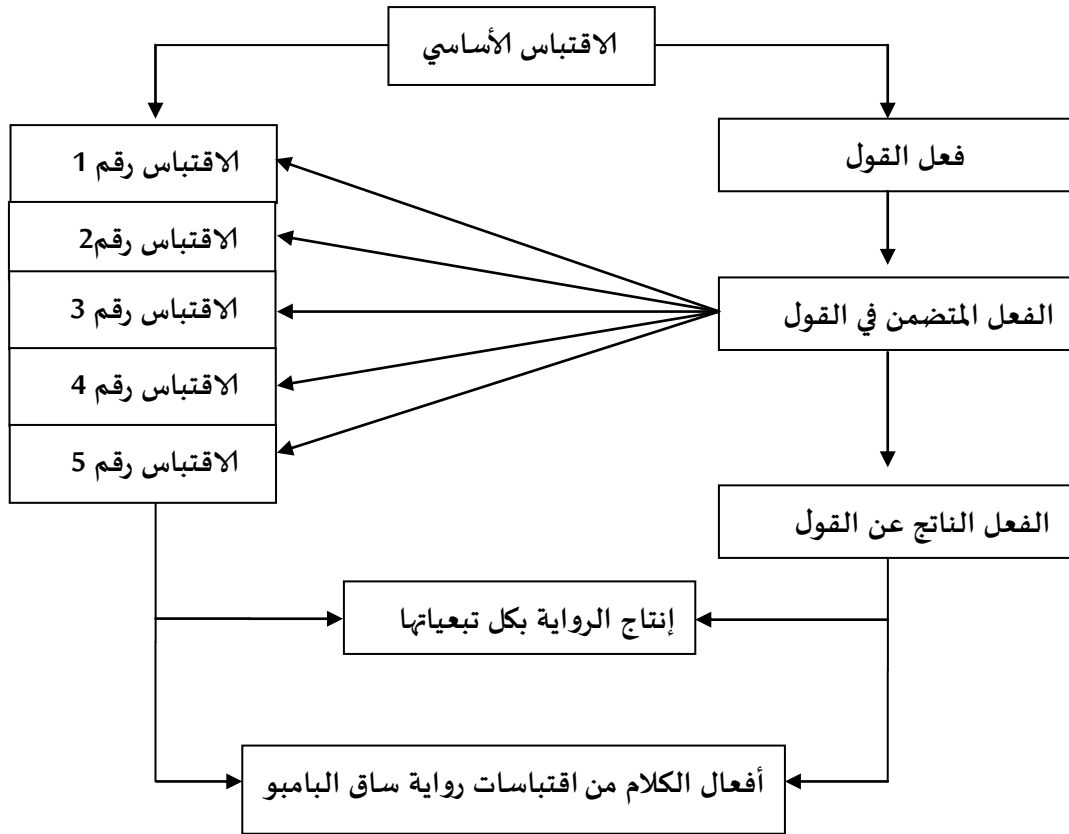 الاقتباس الأساسي
فعل القول
الاقتباس رقم 1
الاقتباس رقم2
الفعل المتضمن في القول
الاقتباس رقم 3
الاقتباس رقم 4
الاقتباس رقم 5
الفعل الناتج عن القول
إنتاج الرواية بكل تبعياتها
أفعال الكلام من اقتباسات رواية ساق البامبو